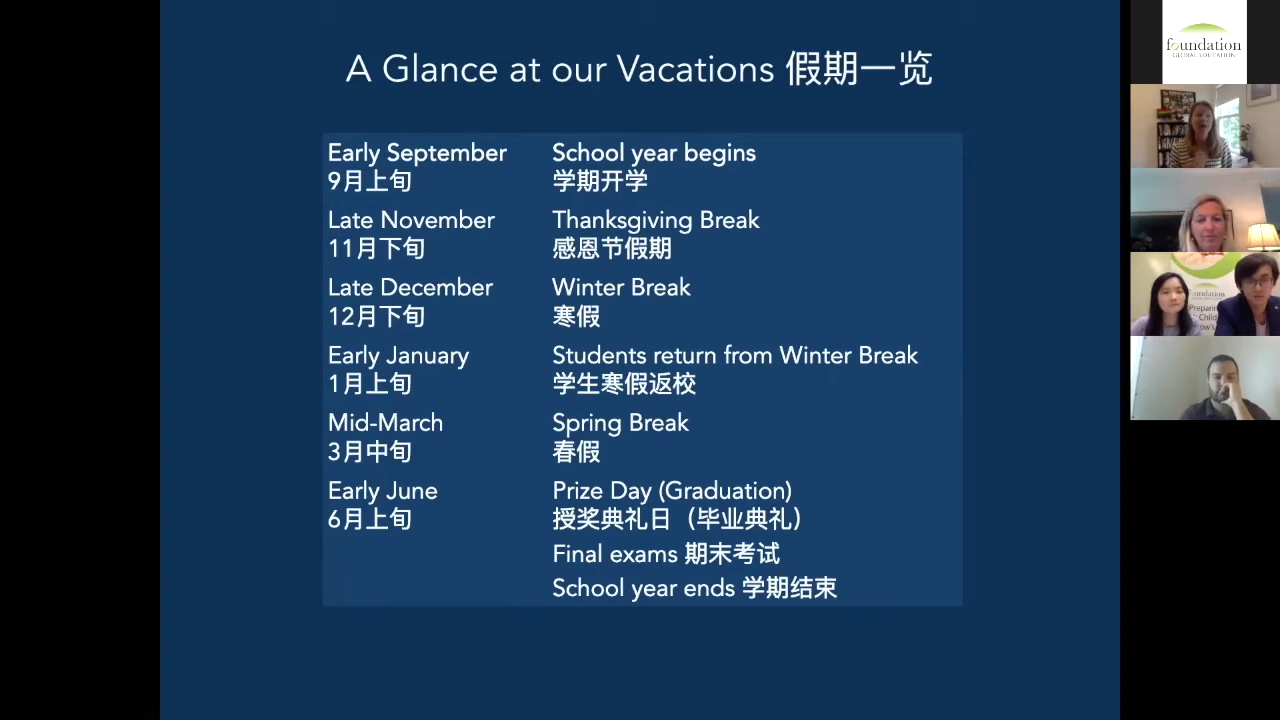 A Glance at our Vacations 假期一览
Early September
9月上旬
School year begins
学期开学
Late November
11月下旬
Thanksgiving Break
感恩节假期
Late December
12月下旬
Winter Break
寒假
Early January
1月上旬
Students return from Winter Break
学生寒假返校
Mid-March
3月中旬
Spring Break
春假
Early June
6月上旬
Prize Day (Graduation)
授奖典礼日（毕业典礼）
Final exams 期末考试
School year ends 学期结束
foundation
GLOBAL EDUCATION
foundation